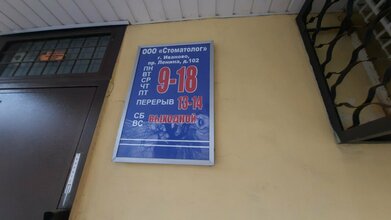 ООО «Стоматолог»
г. Иваново,
пр. Ленина, д.102
ПН
ВТ
СР 9-18
ЧТ
ПТ
ПЕРЕРЫВ 13-14
СБ ВЫХОДНОЙ
ВС